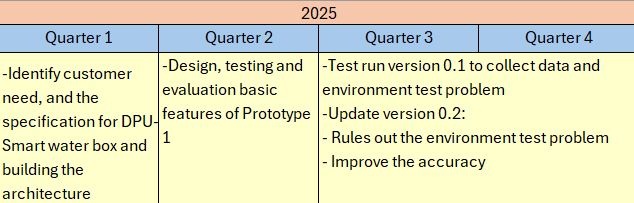 2025
Quarter 1
Quarter 2
Quarter 3
Quarter 4
-Identify customer
need, and the
specification for DPU-
Smart water box and
building the
architecture
-Design, testing and
evaluation basic
features of Prototype
1
-Test run version 0.1 to collect data and
environment test problem
-Update version 0.2:
- Rules out the environment test problem
- Improve the accuracy